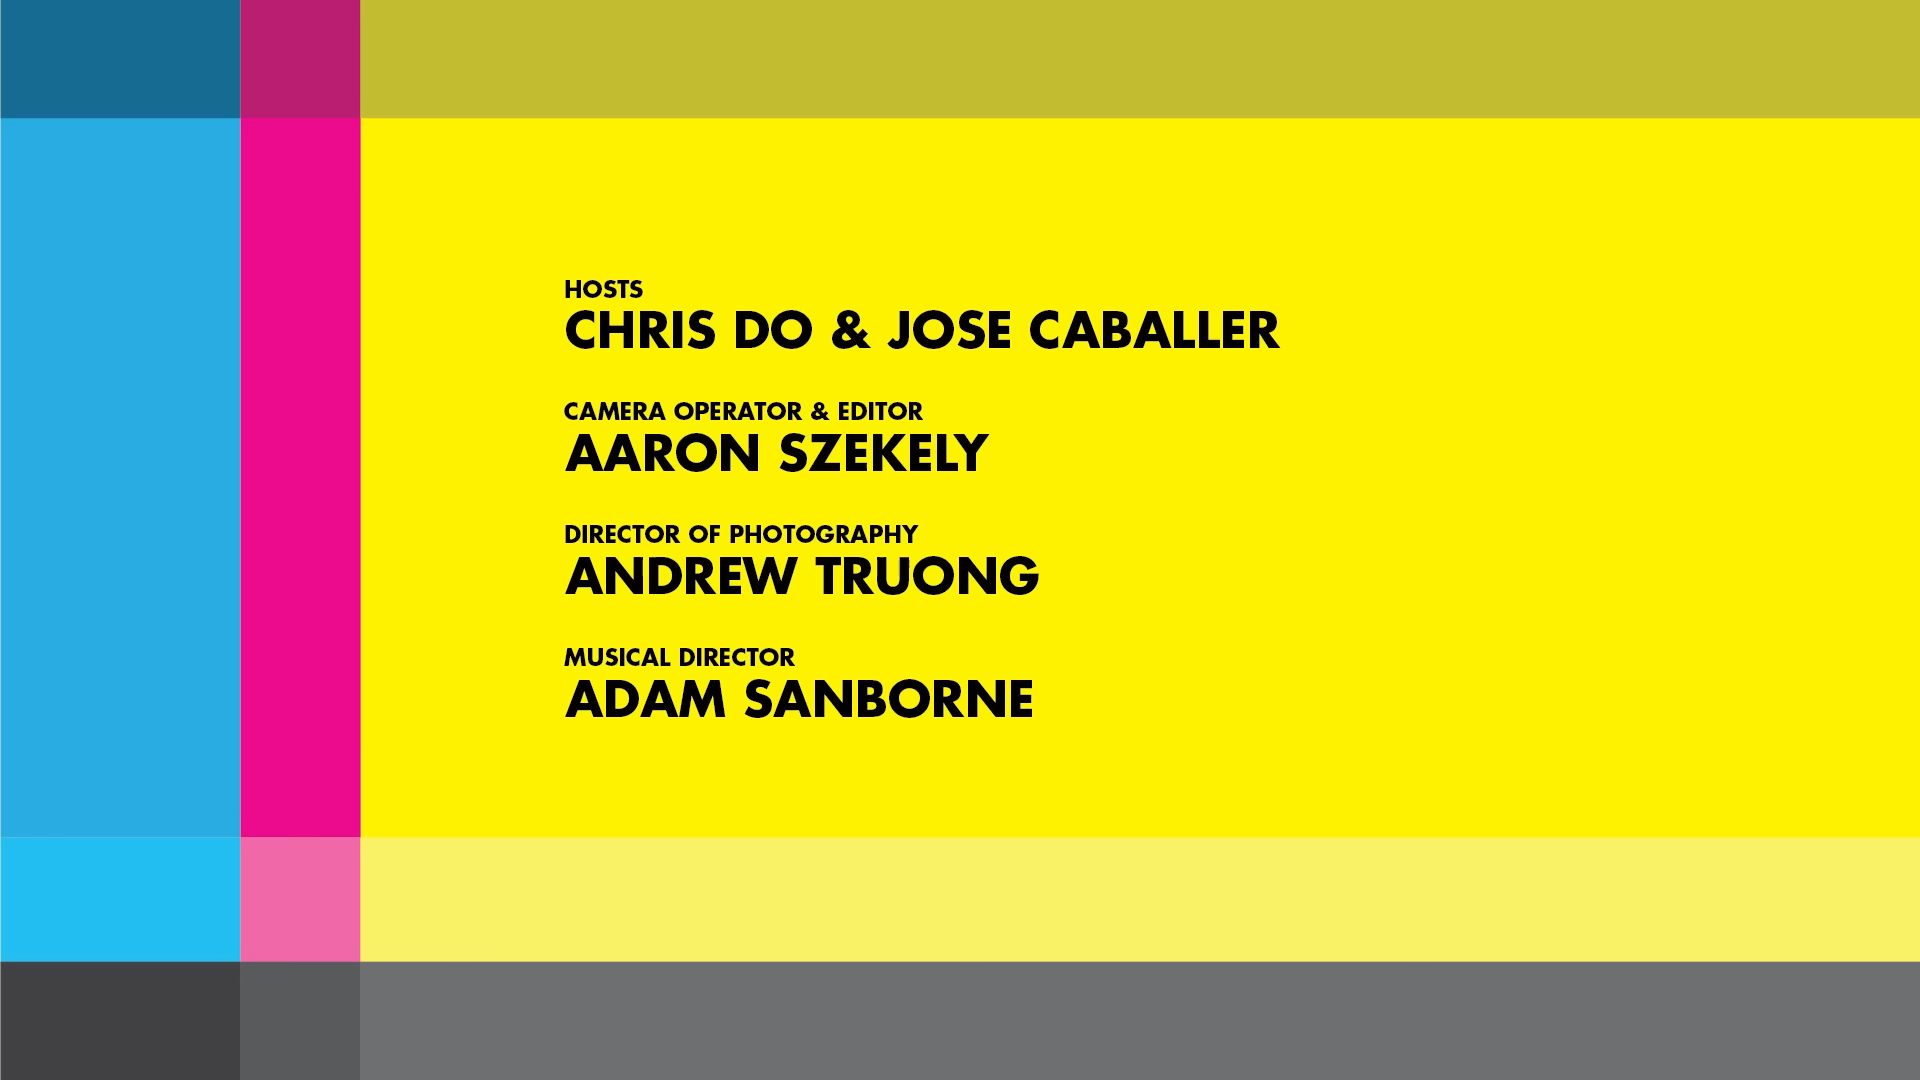 HOSTS
CHRIS DO & JOSE CABALLER
CAMERA OPERATOR & EDITOR
AARON SZEKELY
DIRECTOR OF PHOTOGRAPHY
ANDREW TRUONG
MUSICAL DIRECTOR
ADAM SANBORNE